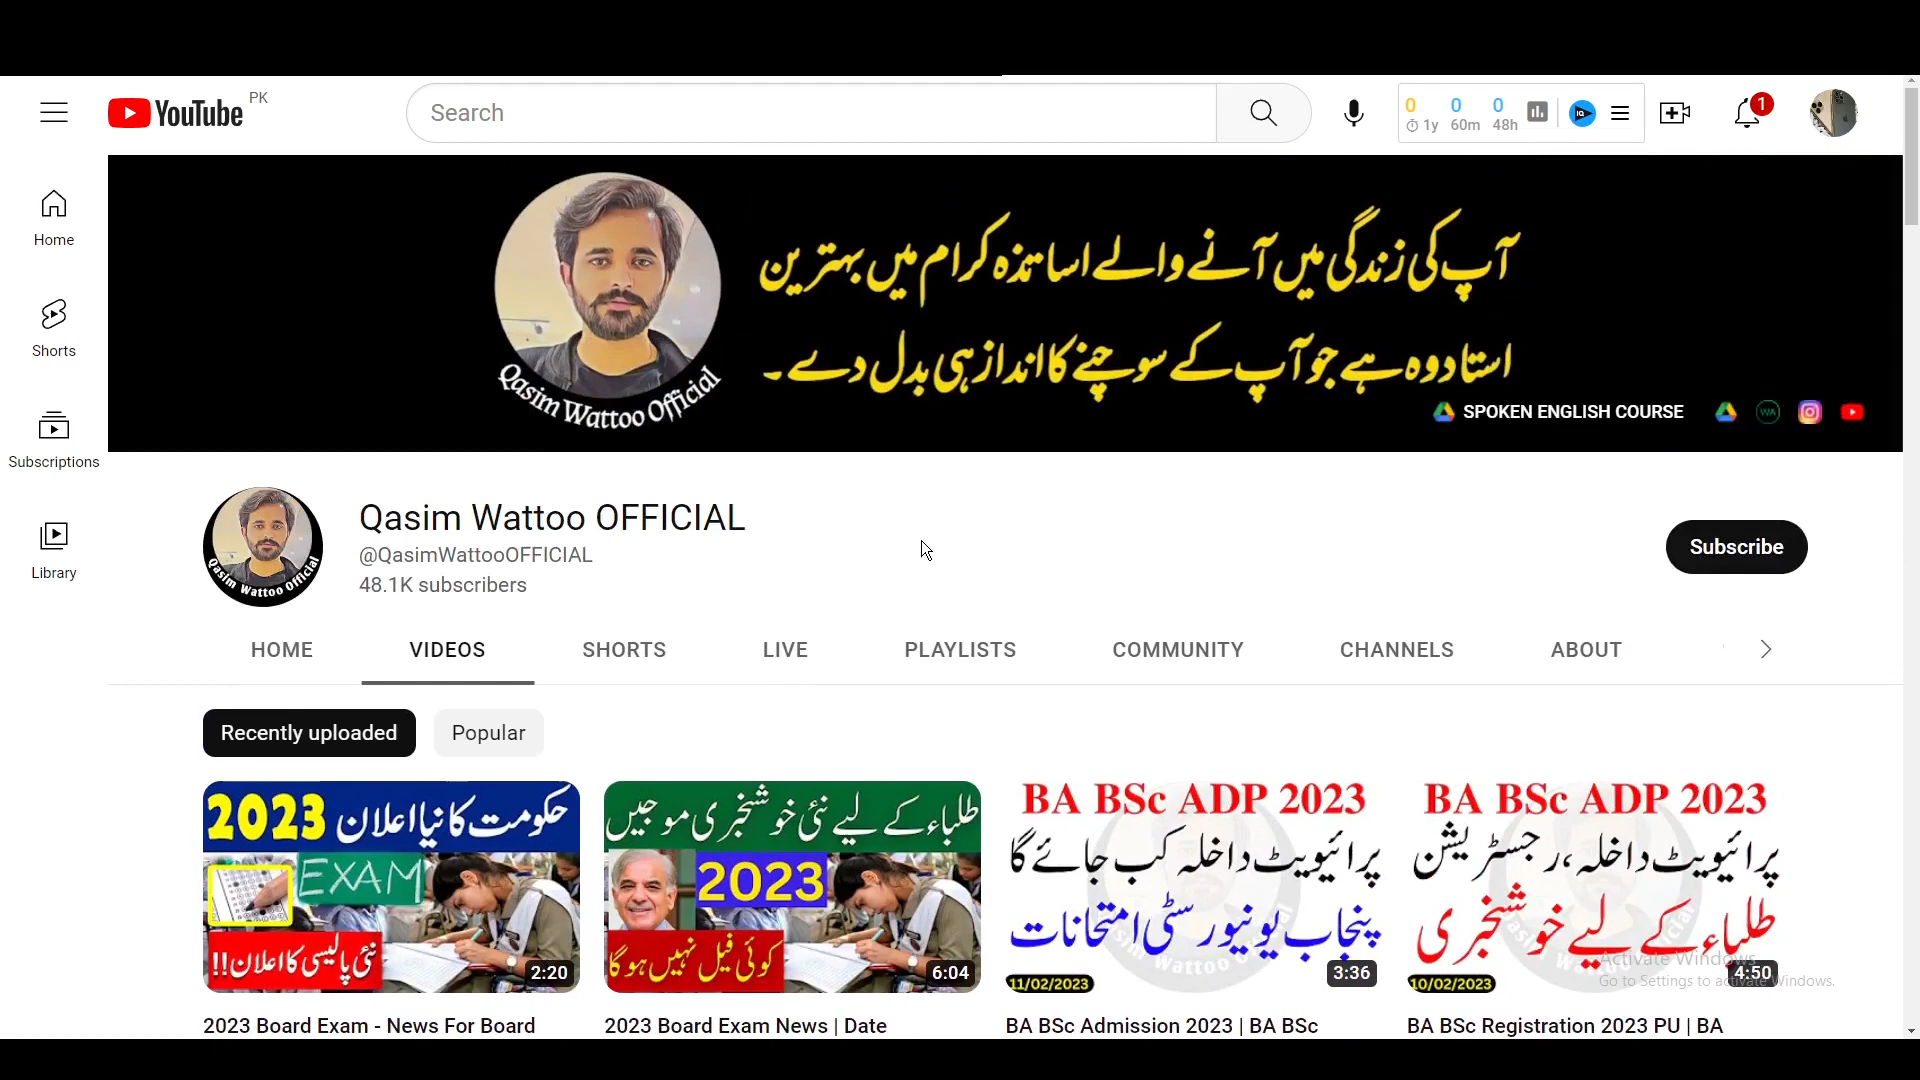 YouTube PK
Search
0 0 0
1y 60m 48h
1
Home
Shorts
Subscriptions
Library
آپ کی زندگی میں آنے والے اساتذہ کرام میں بہترین
استاد وہ ہے جو آپ کے سوچنے کا انداز ہی بدل دے ۔
Qasim Wattoo Official
SPOKEN ENGLISH COURSE
WA
Qasim Wattoo Official
Qasim Wattoo OFFICIAL
@QasimWattooOFFICIAL
48.1K subscribers
Subscribe
HOME VIDEOS SHORTS LIVE PLAYLISTS COMMUNITY CHANNELS ABOUT
Recently uploaded Popular
حکومت کا نیا اعلان 2023
EXAM
نئی پالیسی کا اعلان!!
2:20
طلباء کے لیے نئی خوشخبری موجیں
2023
کوئی فیل نہیں ہوگا
6:04
BA BSc ADP 2023
پرائیویٹ داخلہ کب جائے گا
پنجاب یونیورسٹی امتحانات
11/02/2023
3:36
BA BSc ADP 2023
پرائیویٹ داخلہ، رجسٹریشن
طلباء کے لیے خوشخبری
10/02/2023
4:50
Activate Windows
Go to Settings to activate Windows.
2023 Board Exam - News For Board
2023 Board Exam News | Date
BA BSc Admission 2023 | BA BSc
BA BSc Registration 2023 PU | BA